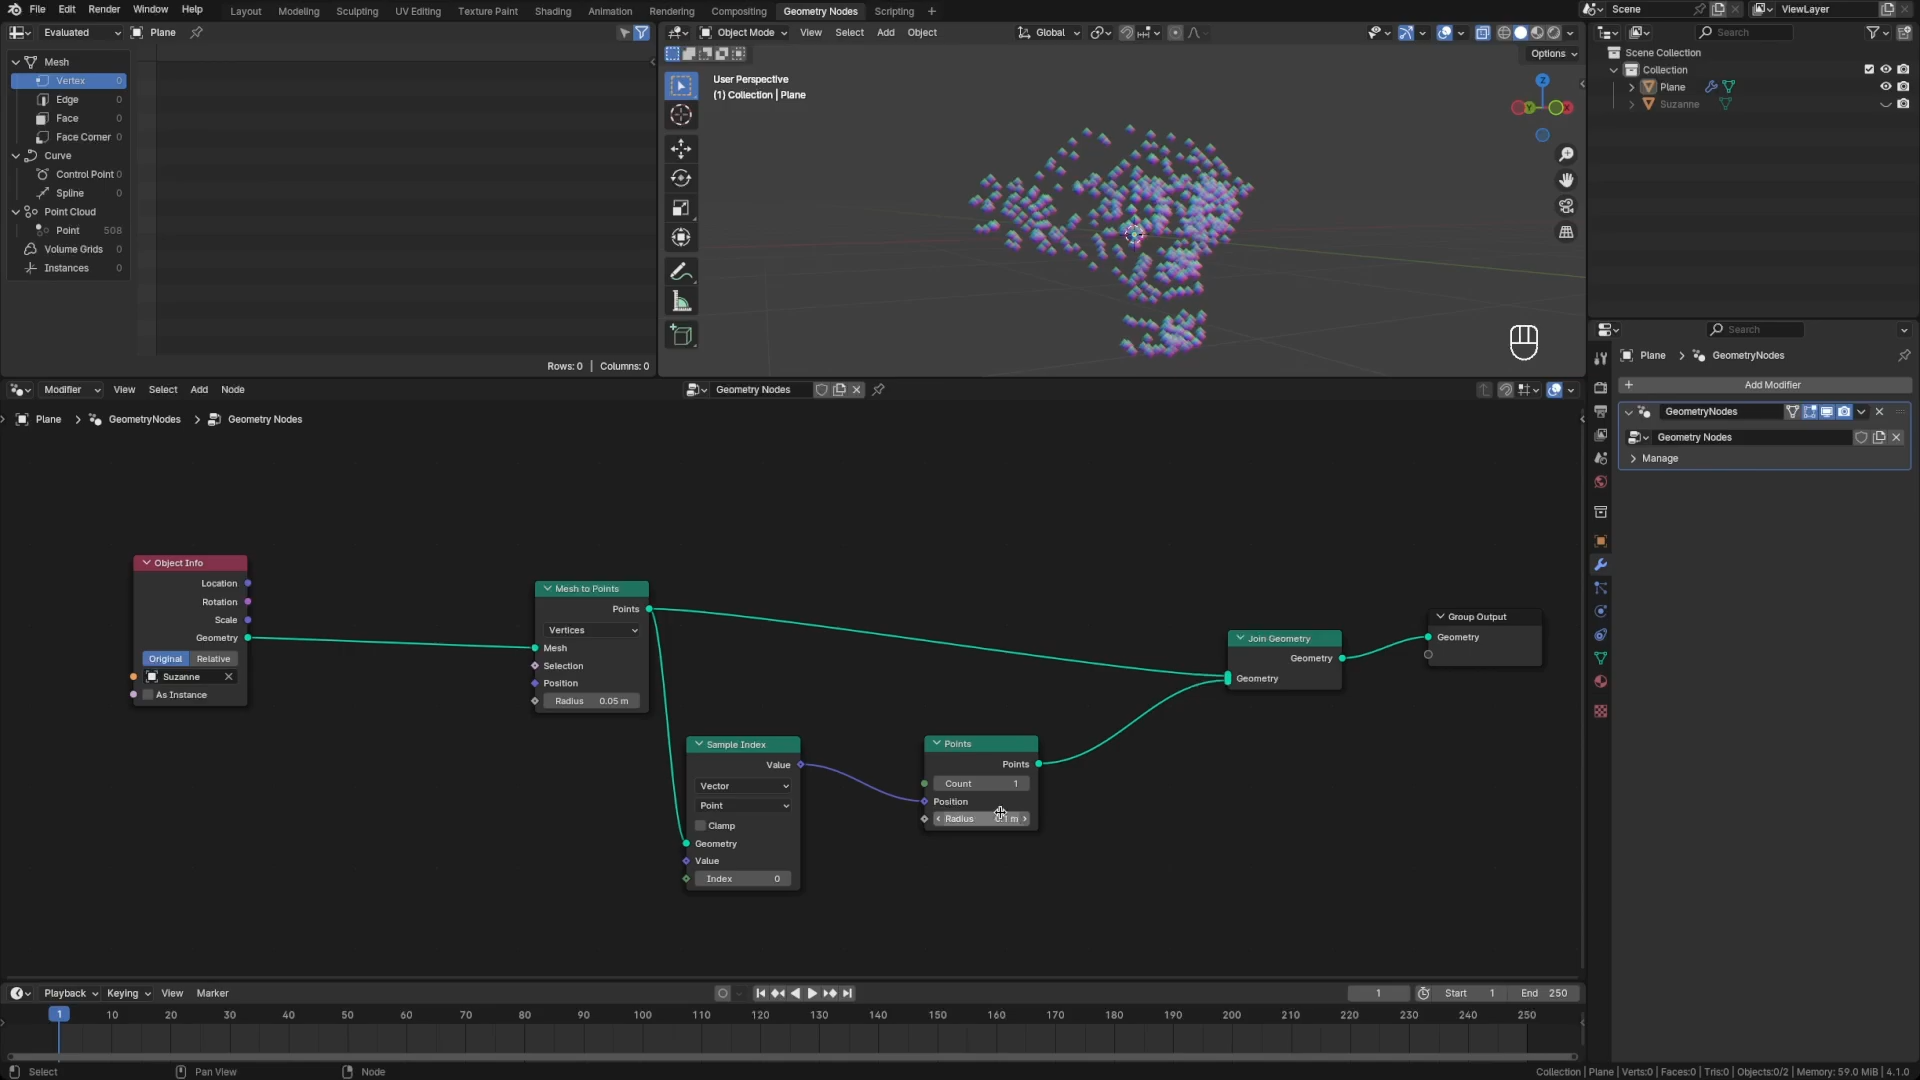 File Edit Render Window Help Layout Modeling Sculpting UV Editing Texture Paint Shading Animation Rendering Compositing Geometry Nodes Scripting + Scene ViewLayer
Evaluated Plane
Object Mode View Select Add Object Global
Search
Options
Mesh
Vertex 0
Edge 0
Face 0
Face Corner 0
Curve
Control Point 0
Spline 0
Point Cloud
Point 508
Volume Grids 0
Instances 0
Rows: 0 | Columns: 0
User Perspective
(1) Collection | Plane
Z
Y
X
Scene Collection
Collection
Plane
Suzanne
Search
Plane > GeometryNodes
Add Modifier
GeometryNodes
Geometry Nodes
Manage
Modifier View Select Add Node Geometry Nodes
Plane > GeometryNodes > Geometry Nodes
Object Info
Location
Rotation
Scale
Geometry
Original Relative
Suzanne
As Instance
Mesh to Points
Points
Vertices
Mesh
Selection
Position
Radius 0.05 m
Sample Index
Value
Vector
Point
Clamp
Geometry
Value
Index 0
Points
Points
Count 1
Position
Radius m
Join Geometry
Geometry
Geometry
Group Output
Geometry
Playback Keying View Marker 1 Start 1 End 250
1 10 20 30 40 50 60 70 80 90 100 110 120 130 140 150 160 170 180 190 200 210 220 230 240 250
Select Pan View Node Collection | Plane | Verts:0 | Faces:0 | Tris:0 | Objects:0/2 | Memory: 59.0 MiB | 4.1.0